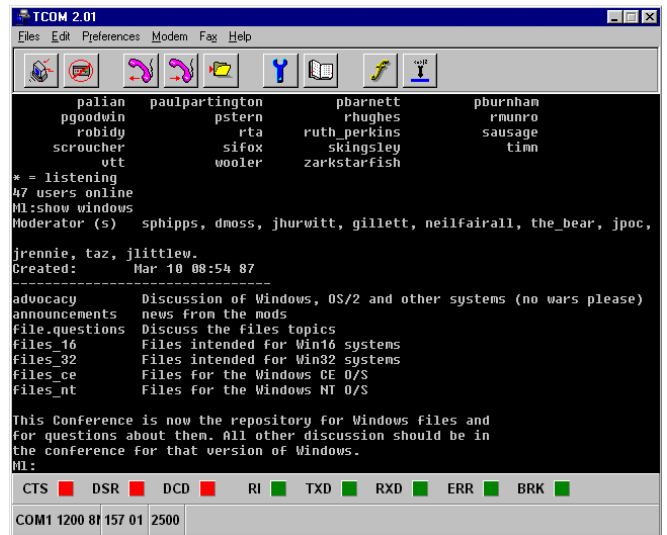 TCOM 2.01
Files Edit Preferences Modem Fax Help
palian paulpartington pbarnett pburnham
pgoodwin pstern rhughes rmunro
robidy rta ruth_perkins sausage
scroucher sifox skingsley timn
vtt wooler zarkstarfish
* = listening
47 users online
Ml:show windows
Moderator (s) sphipps, dmoss, jhurwitt, gillett, neilfairall, the_bear, jpoc,
jrennie, taz, jlittlew.
Created: Mar 10 08:54 87
--------------------------------
advocacy Discussion of Windows, OS/2 and other systems (no wars please)
announcements news from the mods
file.questions Discuss the files topics
files_16 Files intended for Win16 systems
files_32 Files intended for Win32 systems
files_ce Files for the Windows CE O/S
files_nt Files for the Windows NT O/S
This Conference is now the repository for Windows files and
for questions about them. All other discussion should be in
the conference for that version of Windows.
Ml:
CTS DSR DCD RI TXD RXD ERR BRK
COM1 1200 8N 157 01 2500